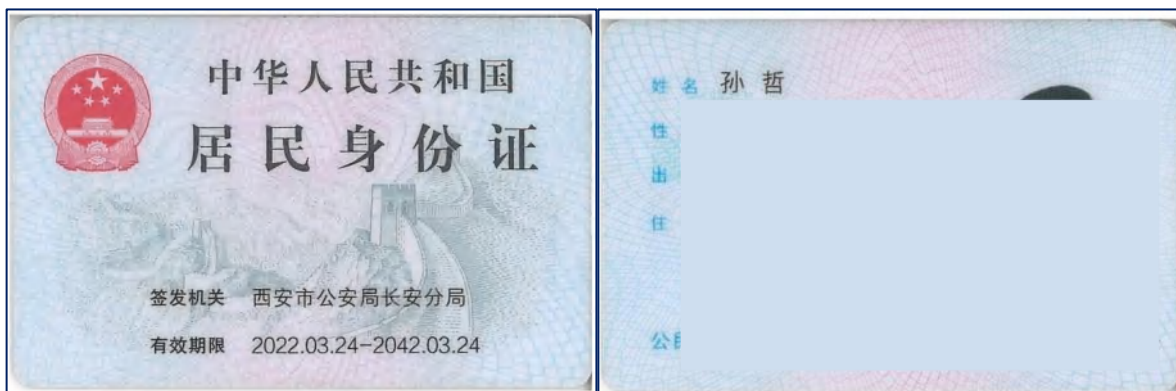 中华人民共和国
居民身份证
签发机关 西安市公安局长安分局
有效期限 2022.03.24-2042.03.24
姓名 孙哲
性
出
住
公